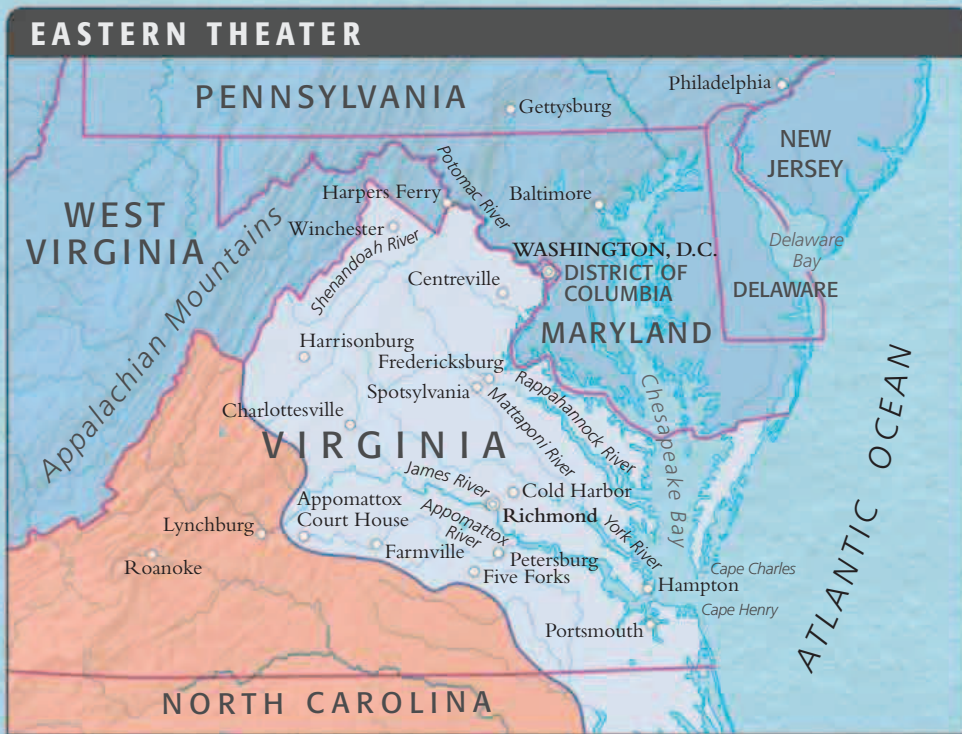 EASTERN THEATER
PENNSYLVANIA
Philadelphia
Gettysburg
NEW
JERSEY
Potomac River
Harpers Ferry
Baltimore
WEST
VIRGINIA
Winchester
Shenandoah River
Appalachian Mountains
WASHINGTON, D.C.
DISTRICT OF
COLUMBIA
Delaware
Bay
DELAWARE
Centreville
MARYLAND
Harrisonburg
Fredericksburg
Spotsylvania
Rappahannock River
Mattaponi River
Chesapeake Bay
ATLANTIC OCEAN
Charlottesville
VIRGINIA
James River
Cold Harbor
Appomattox
Court House
Richmond
Appomattox
River
York River
Lynchburg
Farmville
Petersburg
Roanoke
Five Forks
Hampton
Cape Charles
Cape Henry
Portsmouth
NORTH CAROLINA